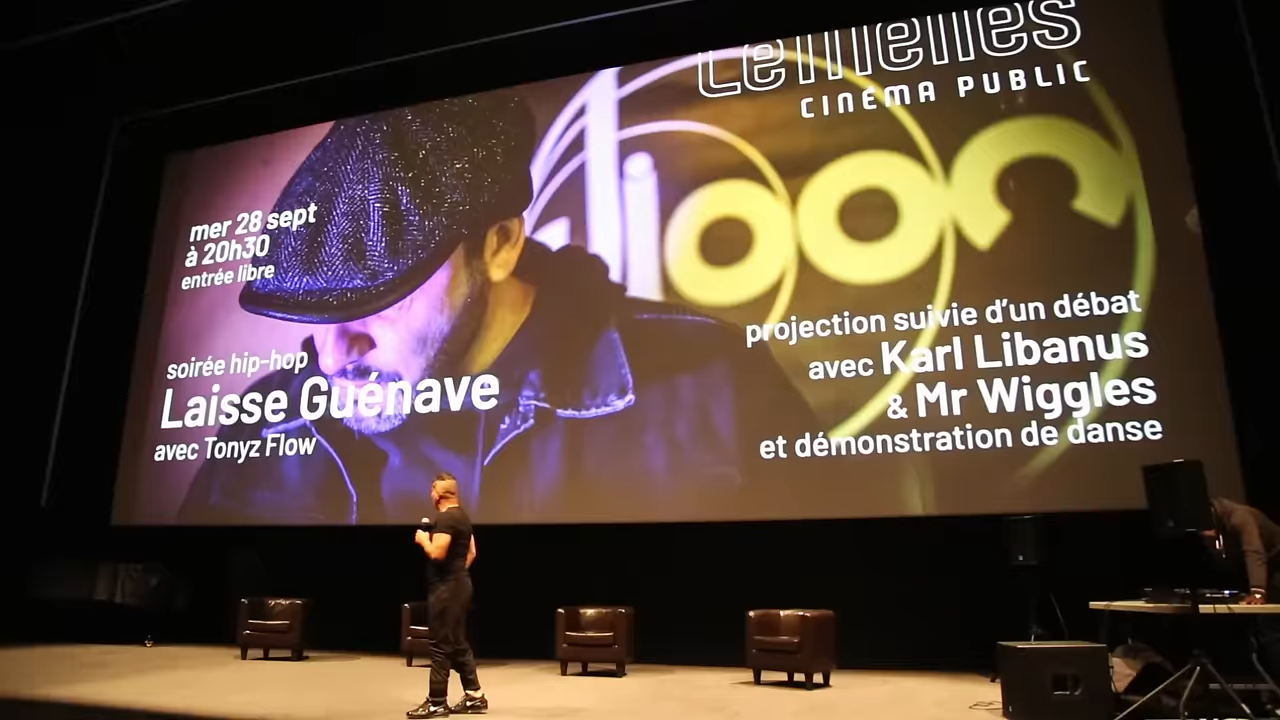 LeMéliès
CINEMA PUBLIC
mer 28 sept
à 20h30
entrée libre
soirée hip-hop
Laisse Guénave
avec Tonyz Flow
projection suivie d'un débat
avec Karl Libanus
& Mr Wiggles
et démonstration de danse